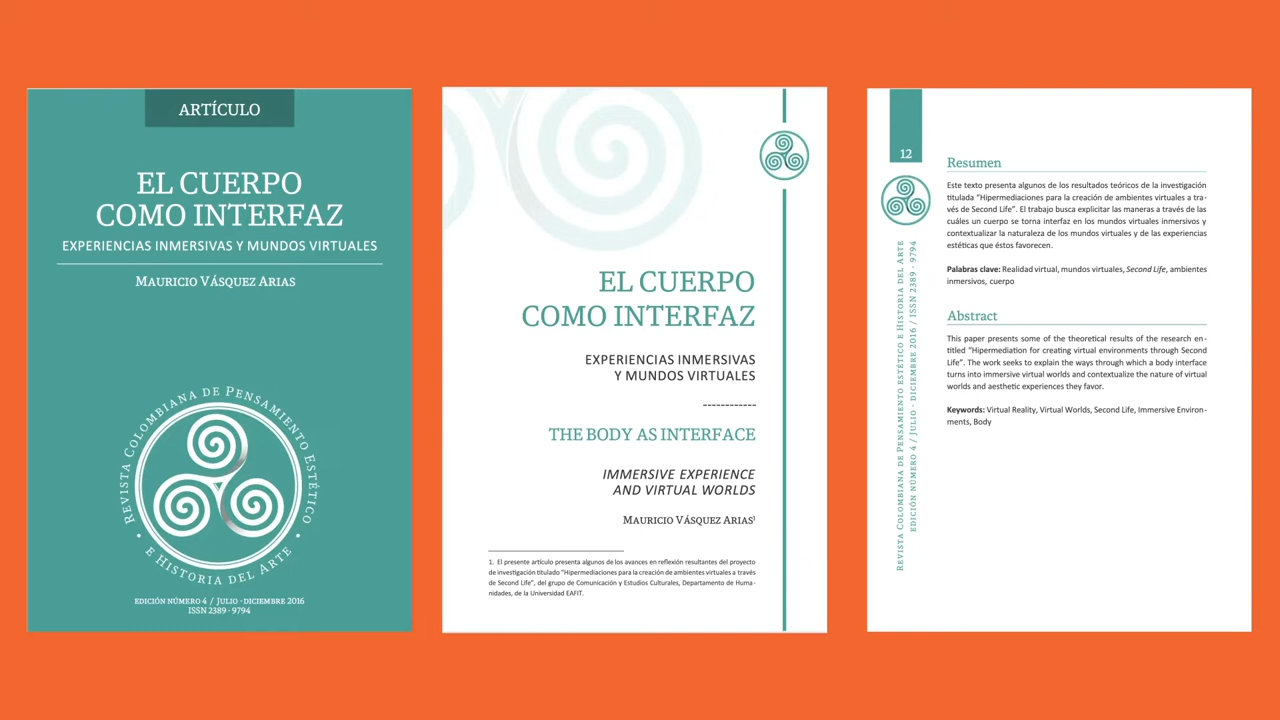 ARTÍCULO
EL CUERPO
COMO INTERFAZ
EXPERIENCIAS INMERSIVAS Y MUNDOS VIRTUALES
MAURICIO VÁSQUEZ ARIAS
REVISTA COLOMBIANA DE PENSAMIENTO ESTÉTICO
• E HISTORIA DEL ARTE •
EDICIÓN NÚMERO 4 / JULIO -DICIEMBRE 2016
ISSN 2389 - 9794
EL CUERPO
COMO INTERFAZ
EXPERIENCIAS INMERSIVAS
Y MUNDOS VIRTUALES
------------
THE BODY AS INTERFACE
IMMERSIVE EXPERIENCE
AND VIRTUAL WORLDS
MAURICIO VÁSQUEZ ARIAS¹
1. El presente artículo presenta algunos de los avances en reflexión resultantes del proyecto
de investigación titulado “Hipermediaciones para la creación de ambientes virtuales a través
de Second Life”, del grupo de Comunicación y Estudios Culturales, Departamento de Huma-
nidades, de la Universidad EAFIT.
12
REVISTA COLOMBIANA DE PENSAMIENTO ESTÉTICO E HISTORIA DEL ARTE
EDICIÓN NÚMERO 4 / JULIO - DICIEMBRE 2016 / ISSN 2389 - 9794
Resumen
Este texto presenta algunos de los resultados teóricos de la investigación
titulada “Hipermediaciones para la creación de ambientes virtuales a tra-
vés de Second Life”. El trabajo busca explicitar las maneras a través de las
cuáles un cuerpo se torna interfaz en los mundos virtuales inmersivos y
contextualizar la naturaleza de los mundos virtuales y de las experiencias
estéticas que éstos favorecen.
Palabras clave: Realidad virtual, mundos virtuales, Second Life, ambientes
inmersivos, cuerpo
Abstract
This paper presents some of the theoretical results of the research en-
titled “Hipermediation for creating virtual environments through Second
Life”. The work seeks to explain the ways through which a body interface
turns into immersive virtual worlds and contextualize the nature of virtual
worlds and aesthetic experiences they favor.
Keywords: Virtual Reality, Virtual Worlds, Second Life, Immersive Environ-
ments, Body